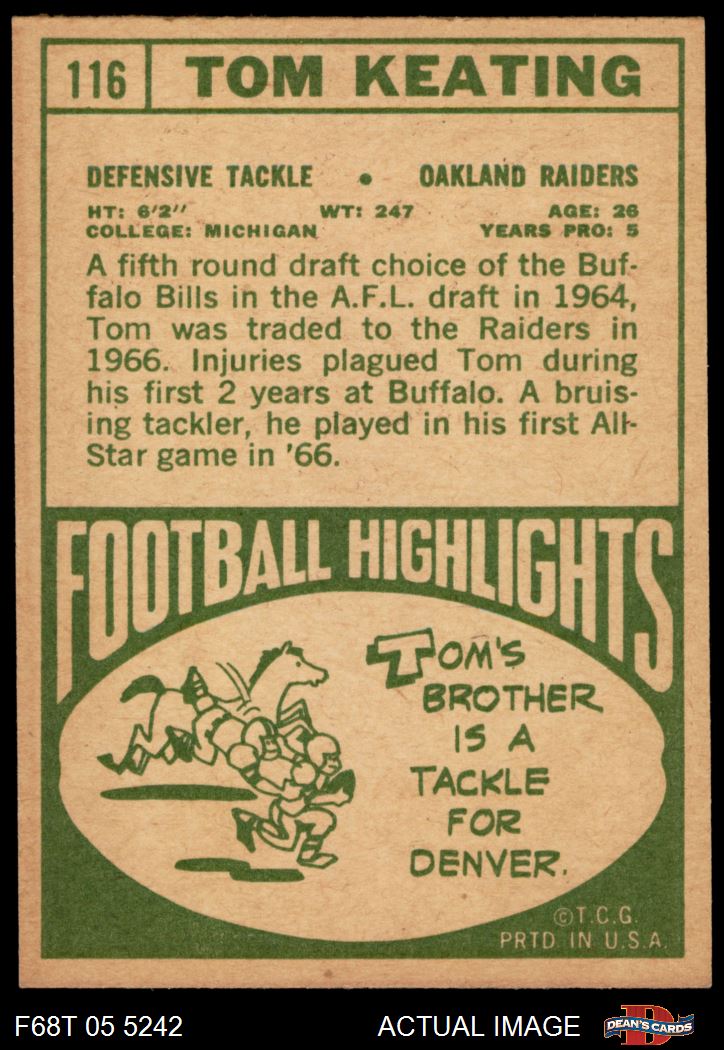 116 TOM KEATING
DEFENSIVE TACKLE • OAKLAND RAIDERS
HT: 6'2" WT: 247 AGE: 26
COLLEGE: MICHIGAN YEARS PRO: 5
A fifth round draft choice of the Buf-
falo Bills in the A.F.L. draft in 1964,
Tom was traded to the Raiders in
1966. Injuries plagued Tom during
his first 2 years at Buffalo. A bruis-
ing tackler, he played in his first All-
Star game in '66.
FOOTBALL HIGHLIGHTS
TOM'S
BROTHER
IS A
TACKLE
FOR
DENVER.
©T.C.G.
PRTD IN U.S.A.
F68T 05 5242 ACTUAL IMAGE DEAN'S CARDS